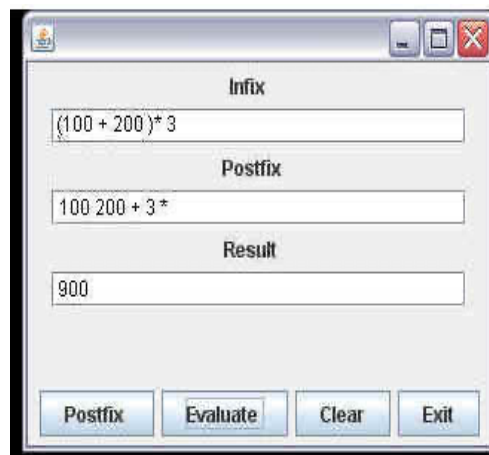 Infix
(100 + 200 )* 3
Postfix
100 200 + 3 *
Result
900
Postfix Evaluate Clear Exit